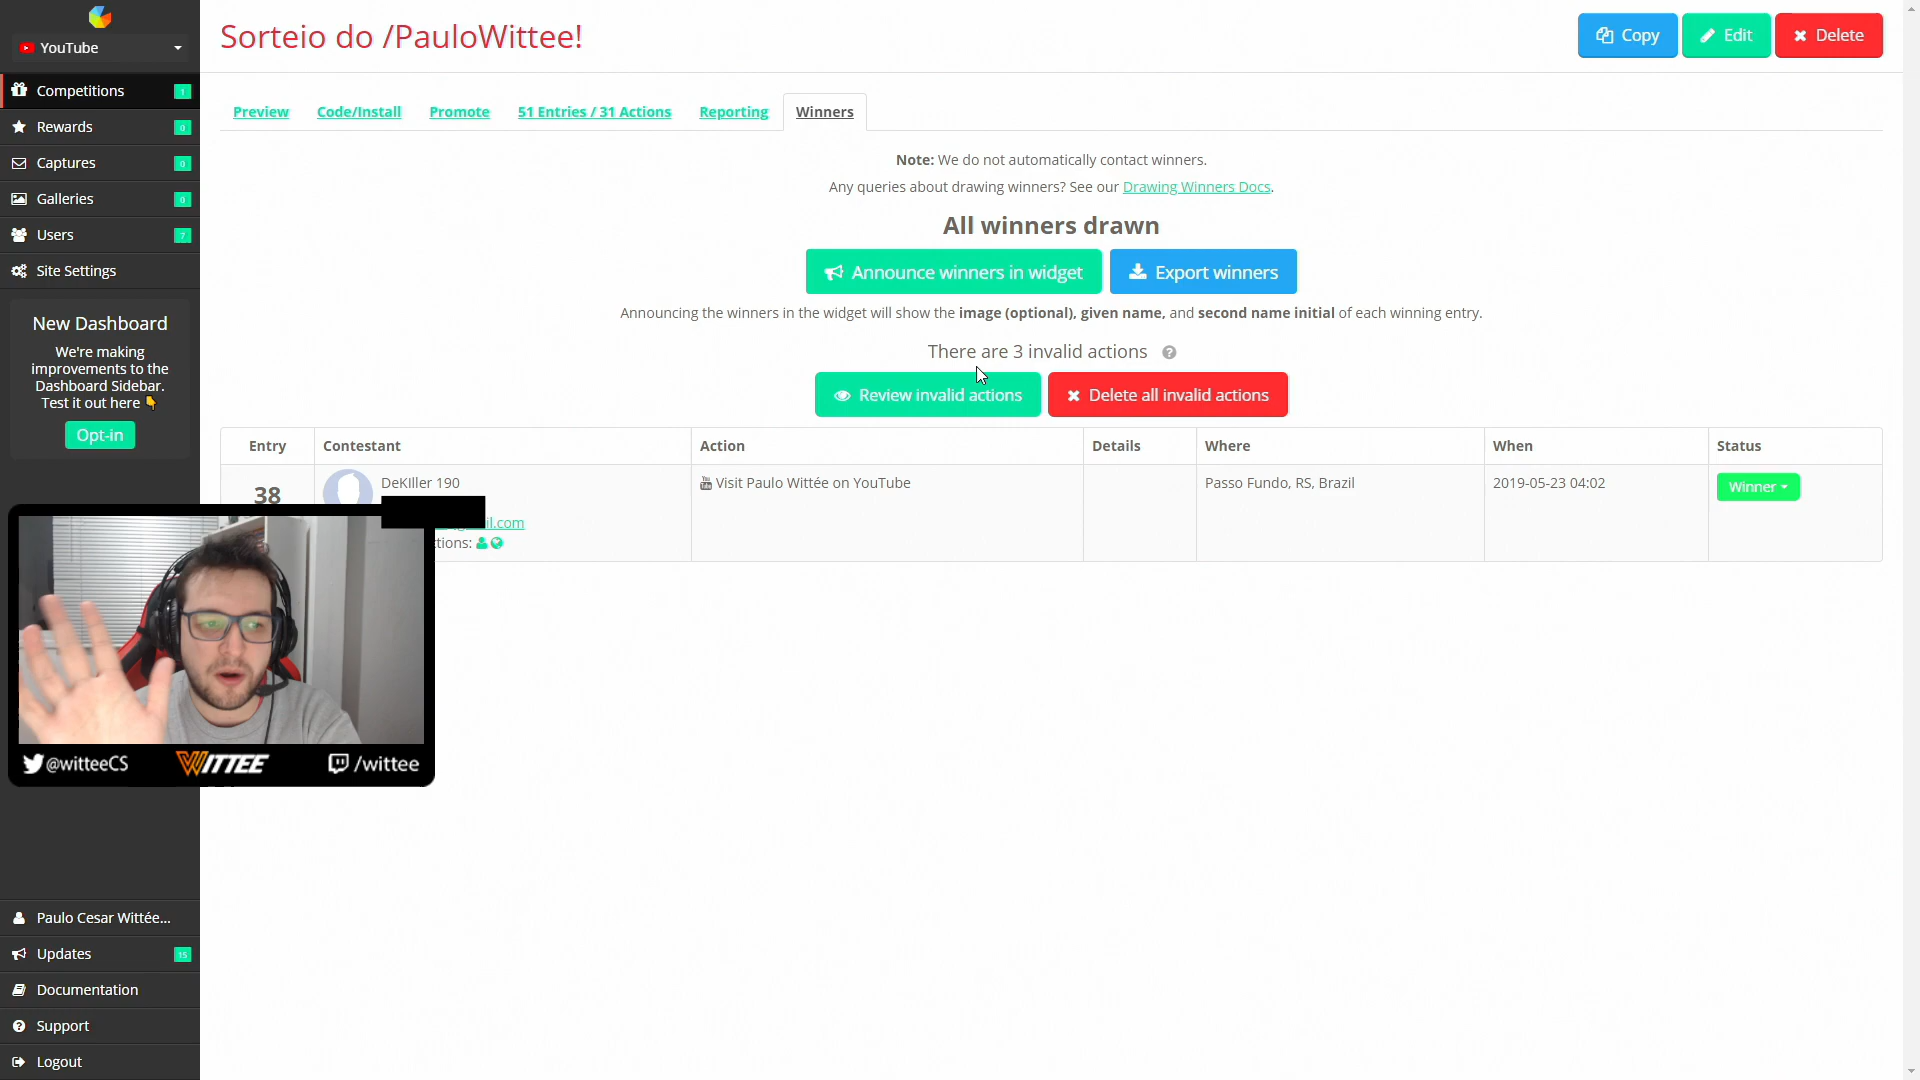 YouTube
Competitions 1
Rewards 0
Captures 0
Galleries 0
Users 7
Site Settings
New Dashboard
We're making
improvements to the
Dashboard Sidebar.
Test it out here
Opt-in
Paulo Cesar Wittée...
Updates 15
Documentation
Support
Logout
Sorteio do /PauloWittee!
Copy
Edit
Delete
Preview
Code/Install
Promote
51 Entries / 31 Actions
Reporting
Winners
Note: We do not automatically contact winners.
Any queries about drawing winners? See our Drawing Winners Docs.
All winners drawn
Announce winners in widget
Export winners
Announcing the winners in the widget will show the image (optional), given name, and second name initial of each winning entry.
There are 3 invalid actions
Review invalid actions
Delete all invalid actions
Entry Contestant Action Details Where When Status
38 DeKIller 190 Visit Paulo Wittée on YouTube Passo Fundo, RS, Brazil 2019-05-23 04:02 Winner
il.com
tions:
@witteeCS WITTEE /wittee